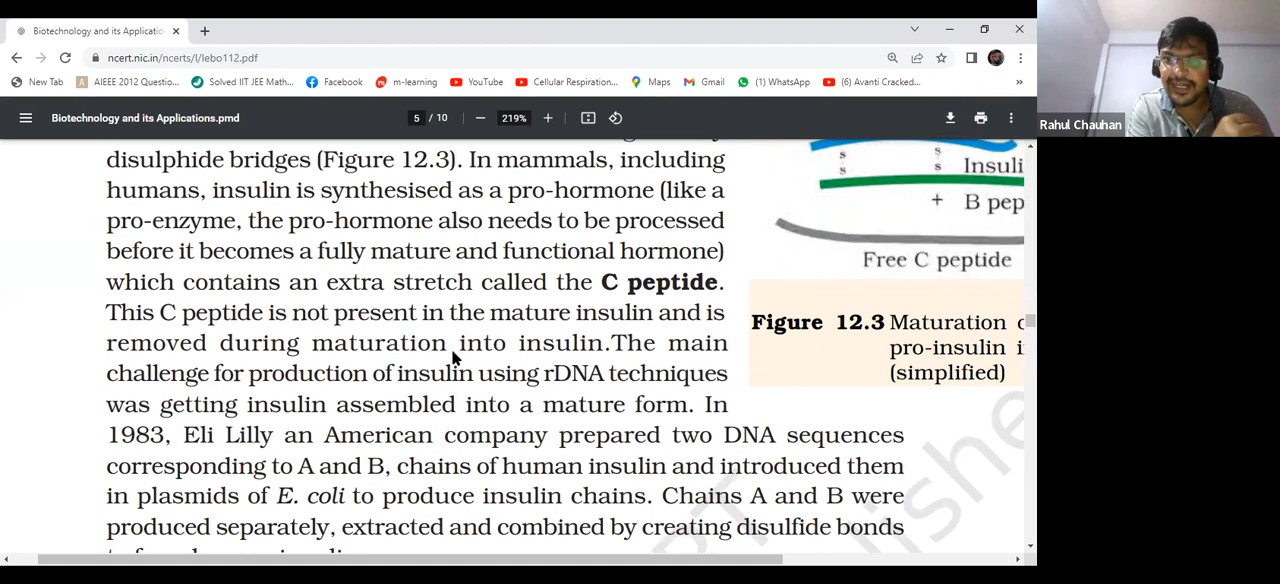 Biotechnology and its Applicatio
ncert.nic.in/ncerts/l/lebo112.pdf
New Tab
AIEEE 2012 Questio...
Solved IIT JEE Math...
Facebook
m-learning
YouTube
Cellular Respiration...
Maps
Gmail
(1) WhatsApp
(6) Avanti Cracked...
»
Biotechnology and its Applications.pmd
5 / 10
219%
Rahul Chauhan
disulphide bridges (Figure 12.3). In mammals, including
humans, insulin is synthesised as a pro-hormone (like a
pro-enzyme, the pro-hormone also needs to be processed
before it becomes a fully mature and functional hormone)
which contains an extra stretch called the C peptide.
This C peptide is not present in the mature insulin and is
removed during maturation into insulin.The main
challenge for production of insulin using rDNA techniques
was getting insulin assembled into a mature form. In
1983, Eli Lilly an American company prepared two DNA sequences
corresponding to A and B, chains of human insulin and introduced them
in plasmids of E. coli to produce insulin chains. Chains A and B were
produced separately, extracted and combined by creating disulfide bonds
s s
s s
Insuli
+ B pep
Free C peptide
Figure 12.3 Maturation o
pro-insulin i
(simplified)